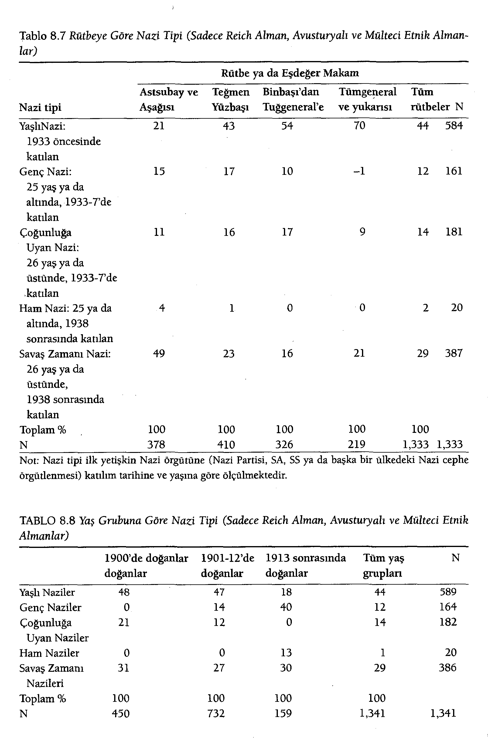 Tablo 8.7 Rütbeye Göre Nazi Tipi (Sadece Reich Alman, Avusturyalı ve Mülteci Etnik Alman-
lar)
Rütbe ya da Eşdeğer Makam
Astsubay ve Teğmen Binbaşı'dan Tümgeneral Tüm
Nazi tipi Aşağısı Yüzbaşı Tuğgeneral'e ve yukarısı rütbeler N
YaşlıNazi: 21 43 54 70 44 584
1933 öncesinde
katılan
Genç Nazi: 15 17 10 -1 12 161
25 yaş ya da
altında, 1933-7'de
katılan
Çoğunluğa 11 16 17 9 14 181
Uyan Nazi:
26 yaş ya da
üstünde, 1933-7'de
katılan
Ham Nazi: 25 ya da 4 1 0 0 2 20
altında, 1938
sonrasında katılan
Savaş Zamanı Nazi: 49 23 16 21 29 387
26 yaş ya da
üstünde,
1938 sonrasında
katılan
Toplam % 100 100 100 100 100
N 378 410 326 219 1,333 1,333
Not: Nazi tipi ilk yetişkin Nazi örgütüne (Nazi Partisi, SA, SS ya da başka bir ülkedeki Nazi cephe
örgütlenmesi) katılım tarihine ve yaşına göre ölçülmektedir.
TABLO 8.8 Yaş Grubuna Göre Nazi Tipi (Sadece Reich Alman, Avusturyalı ve Mülteci Etnik
Almanlar)
1900'de doğanlar 1901-12'de 1913 sonrasında Tüm yaş N
doğanlar doğanlar doğanlar grupları
Yaşlı Naziler 48 47 18 44 589
Genç Naziler 0 14 40 12 164
Çoğunluğa 21 12 0 14 182
Uyan Naziler
Ham Naziler 0 0 13 1 20
Savaş Zamanı 31 27 30 29 386
Nazileri
Toplam % 100 100 100 100
N 450 732 159 1,341 1,341